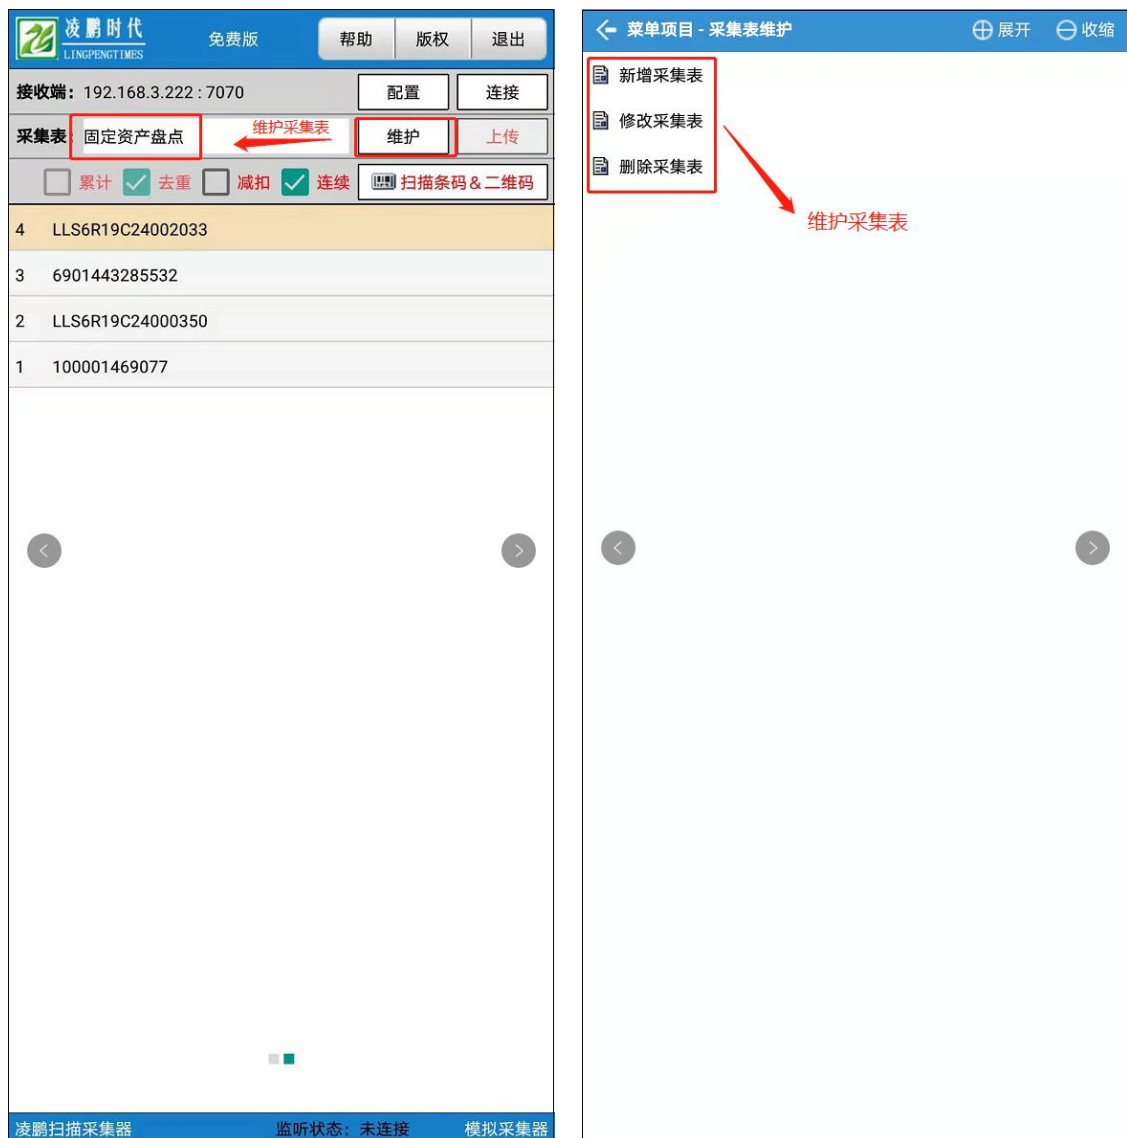 凌鹏时代
LINGPENGTIMES
免费版
帮助 版权 退出
接收端: 192.168.3.222 : 7070 配置 连接
采集表 固定资产盘点 维护采集表 维护 上传
累计 去重 减扣 连续 扫描条码&二维码
4 LLS6R19C24002033
3 6901443285532
2 LLS6R19C24000350
1 100001469077
凌鹏扫描采集器 监听状态: 未连接 模拟采集器
菜单项目 - 采集表维护 展开 收缩
新增采集表
修改采集表
删除采集表
维护采集表